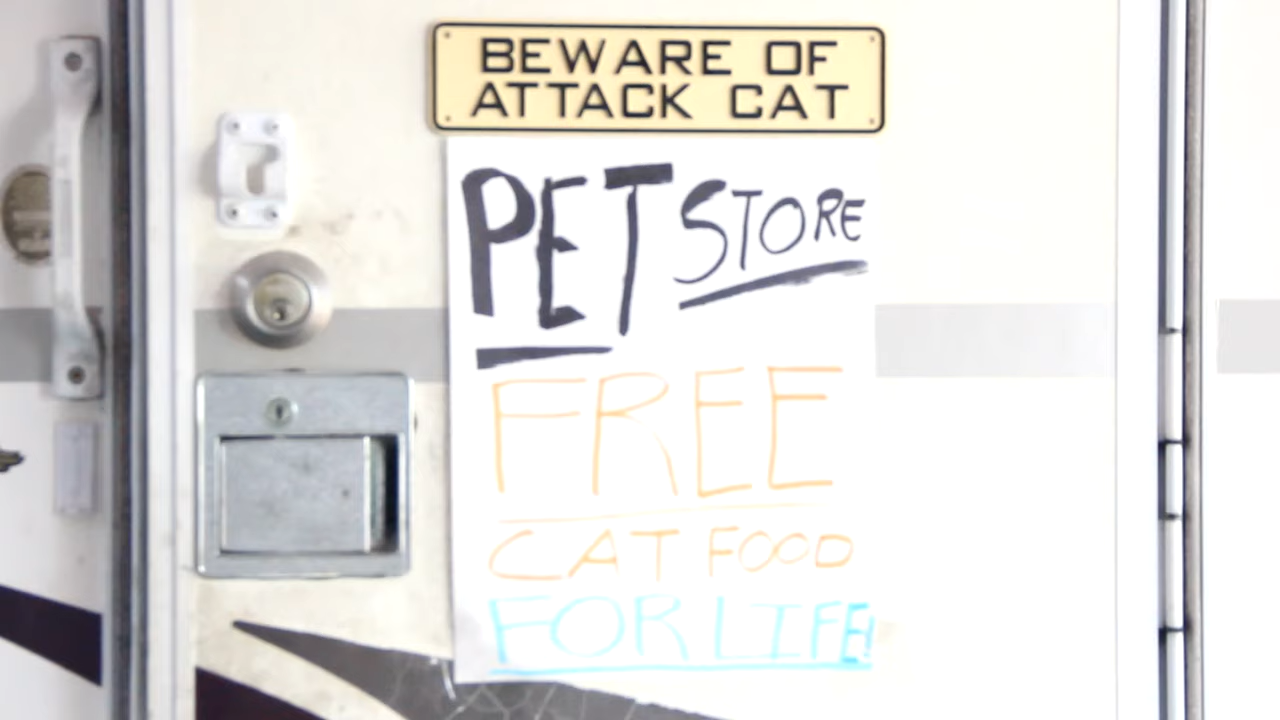 BEWARE OF
ATTACK CAT
PET STORE
FREE
CAT FOOD
FOR LIFE!